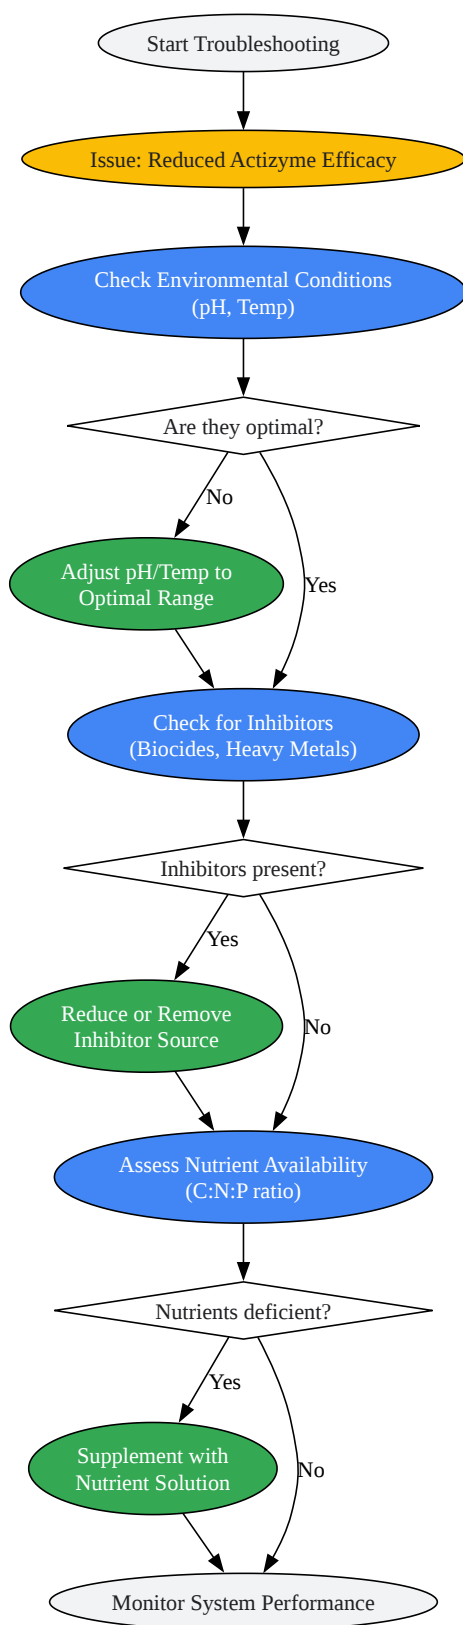 Start Troubleshooting
Issue: Reduced Actizyme Efficacy
Check Environmental Conditions
(pH, Temp)
Are they optimal?
No
Adjust pH/Temp to
Optimal Range
Yes
Check for Inhibitors
(Biocides, Heavy Metals)
Inhibitors present?
Yes
Reduce or Remove
Inhibitor Source
No
Assess Nutrient Availability
(C:N:P ratio)
Nutrients deficient?
Yes
Supplement with
Nutrient Solution
No
Monitor System Performance